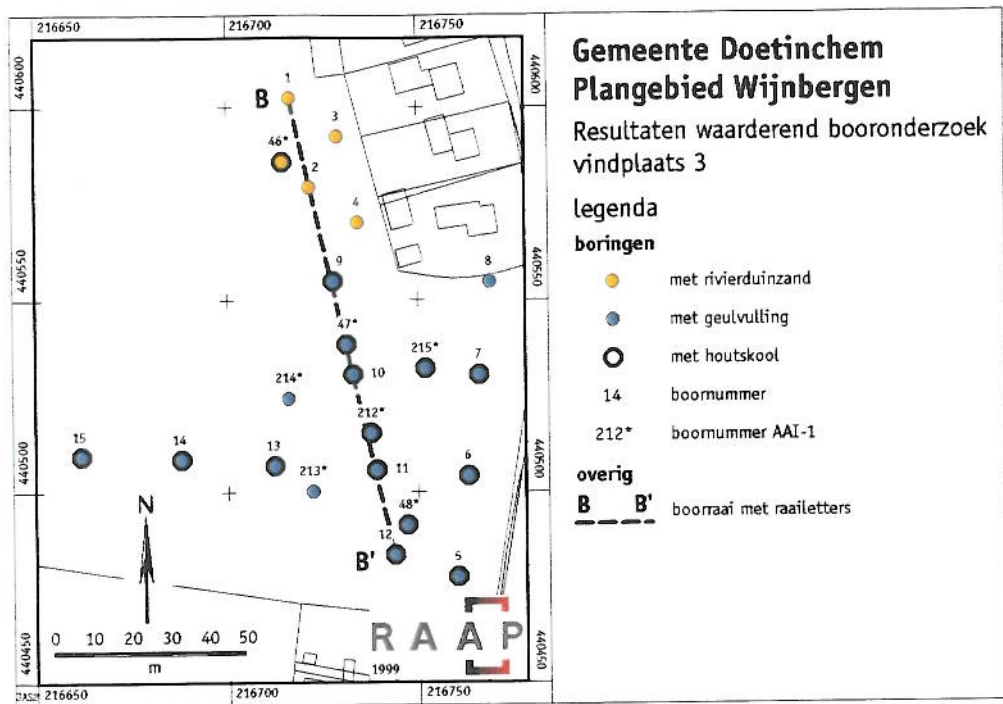 216650 216700 216750
440600 440600
B
1
3
46*
2
4
9
8
440550 440550
47*
10
215*
7
214*
212*
15
14
13
11
6
213*
440500 440500
48*
12
B'
5
N
0 10 20 30 40 50
m
RAAP
1999
440450 440450
216650 216700 216750
Gemeente Doetinchem
Plangebied Wijnbergen
Resultaten waarderend booronderzoek
vindplaats 3
legenda
boringen
met rivierduinzand
met geulvulling
met houtskool
14 boornummer
212* boornummer AAI-1
overig
B B' boorraai met raailetters